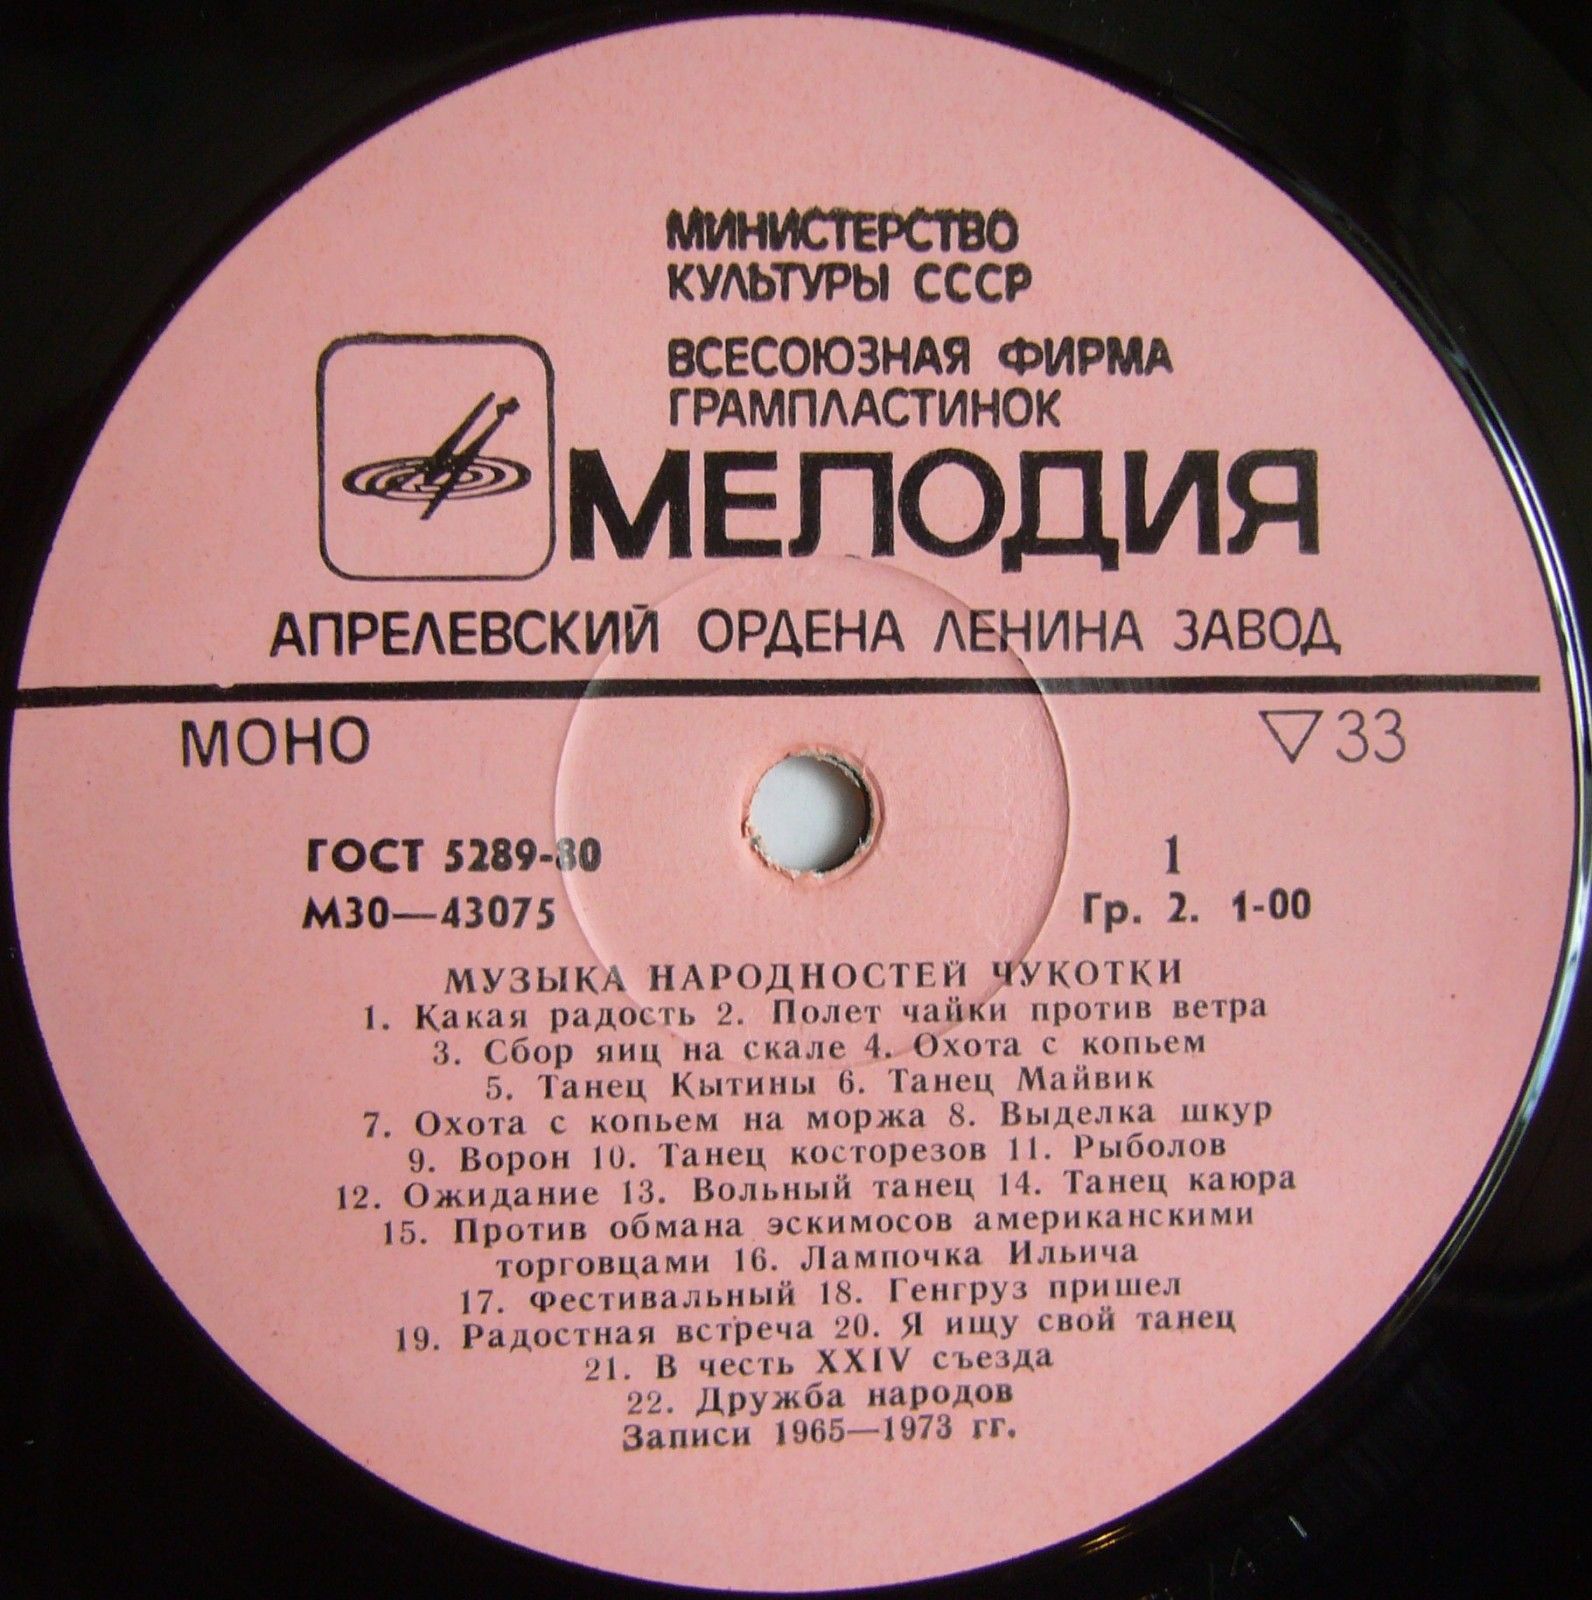 МИНИСТЕРСТВО
КУЛЬТУРЫ СССР
ВСЕСОЮЗНАЯ ФИРМА
ГРАМПЛАСТИНОК
МЕЛОДИЯ
АПРЕЛЕВСКИЙ ОРДЕНА ЛЕНИНА ЗАВОД
МОНО ▽33
ГОСТ 5289-80 1
М30—43075 Гр. 2. 1-00
МУЗЫКА НАРОДНОСТЕЙ ЧУКОТКИ
1. Какая радость 2. Полет чайки против ветра
3. Сбор яиц на скале 4. Охота с копьем
5. Танец Кытины 6. Танец Майвик
7. Охота с копьем на моржа 8. Выделка шкур
9. Ворон 10. Танец косторезов 11. Рыболов
12. Ожидание 13. Вольный танец 14. Танец каюра
15. Против обмана эскимосов американскими
торговцами 16. Лампочка Ильича
17. Фестивальный 18. Генгруз пришел
19. Радостная встреча 20. Я ищу свой танец
21. В честь XXIV съезда
22. Дружба народов
Записи 1965—1973 гг.